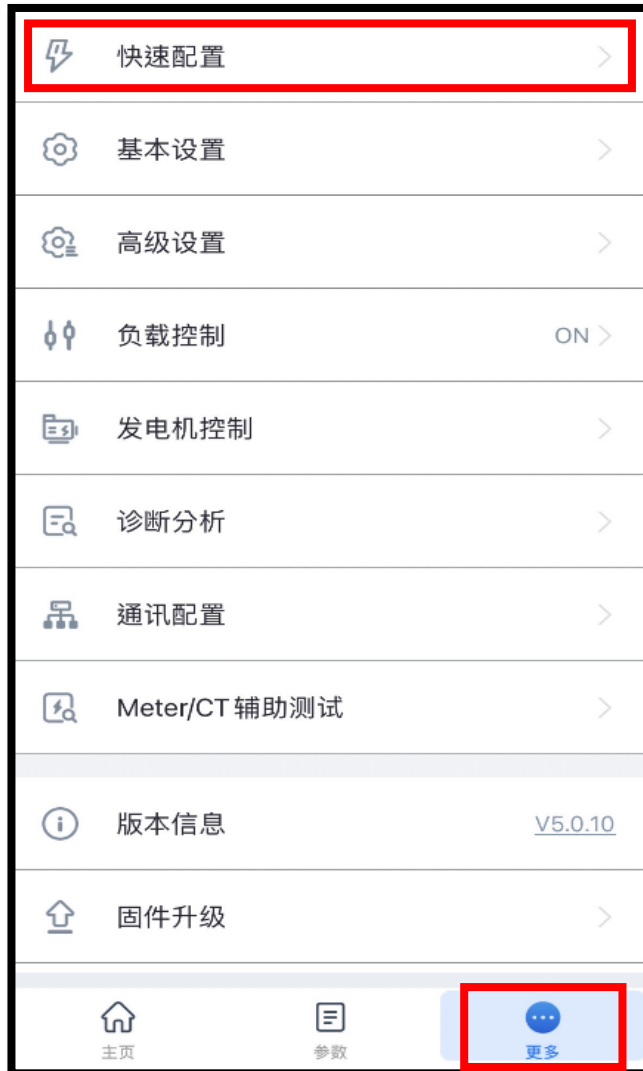 快速配置
基本设置
高级设置
负载控制 ON
发电机控制
诊断分析
通讯配置
Meter/CT 辅助测试
版本信息 V5.0.10
固件升级
主页 参数 更多